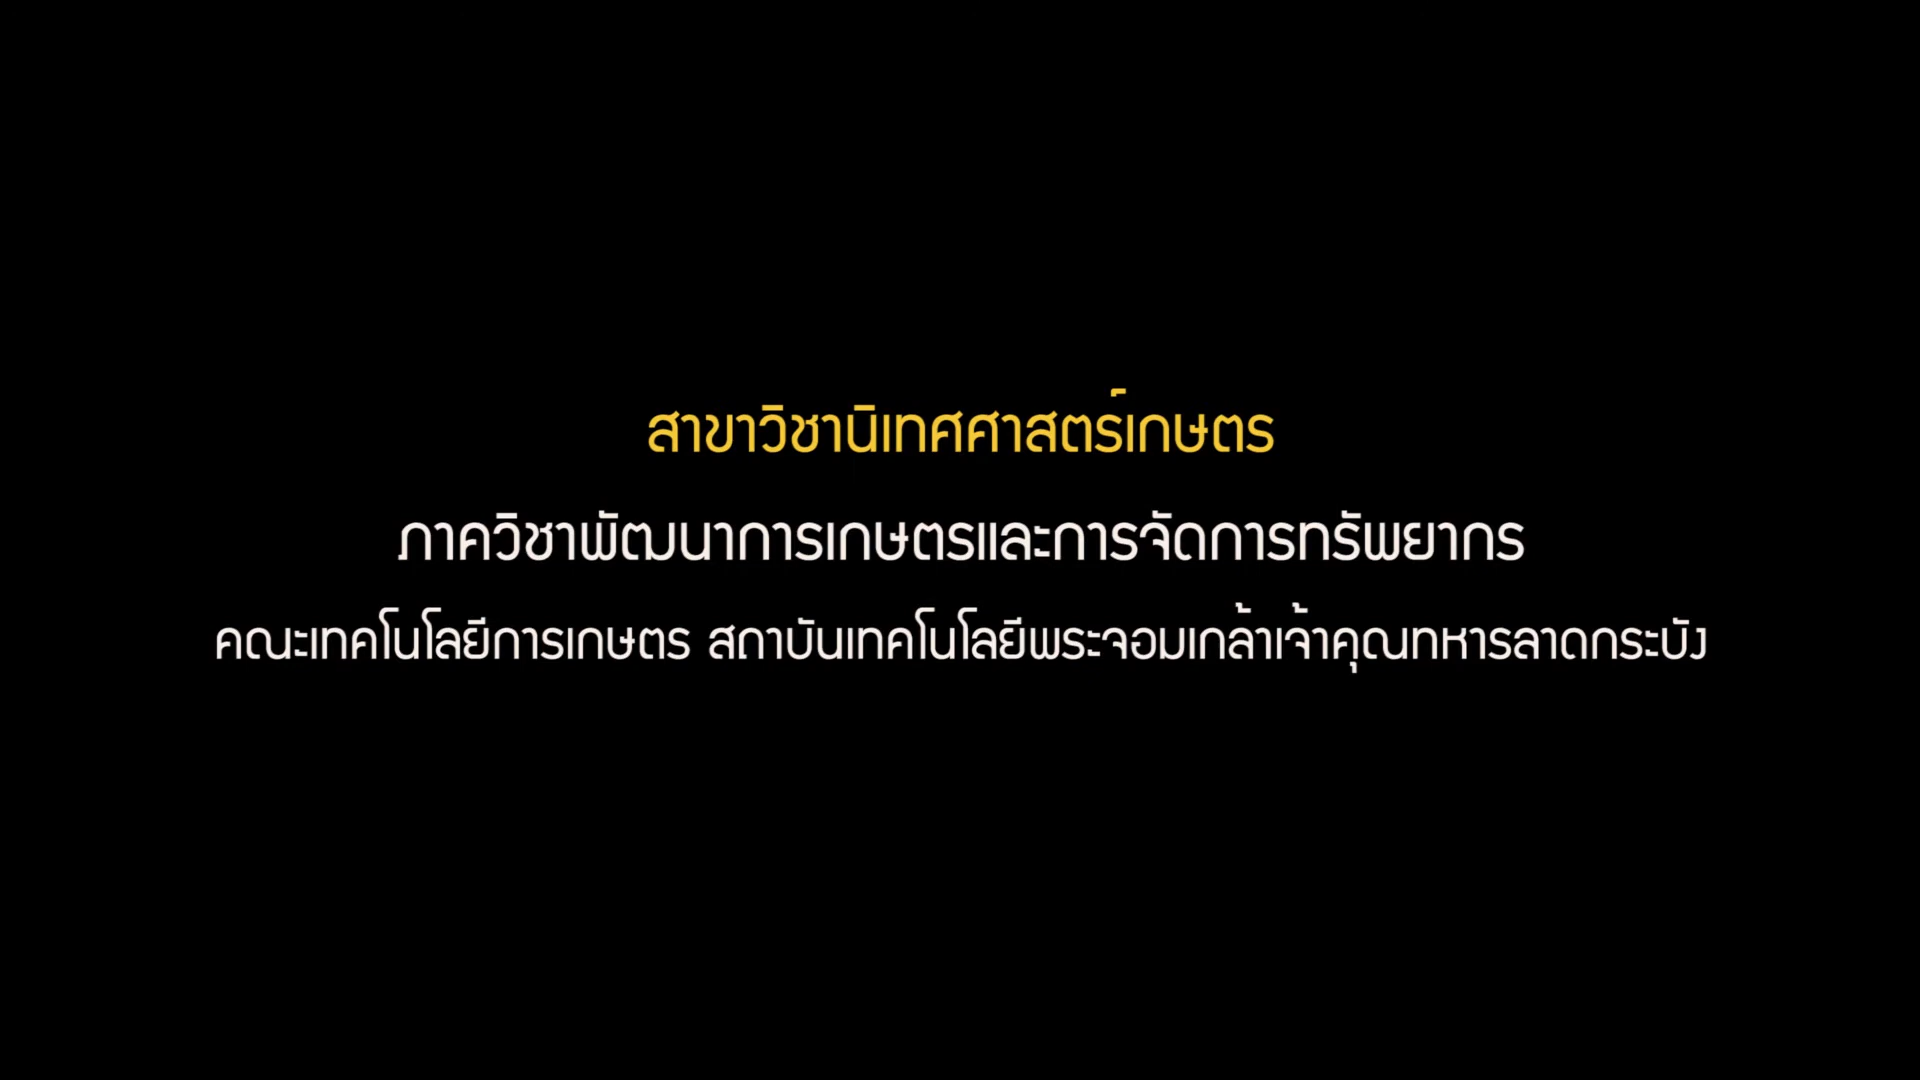 สาขาวิชานิเทศศาสตร์เกษตร
ภาควิชาพัฒนาการเกษตรและการจัดการทรัพยากร
คณะเทคโนโลยีการเกษตร สถาบันเทคโนโลยีพระจอมเกล้าเจ้าคุณทหารลาดกระบัง